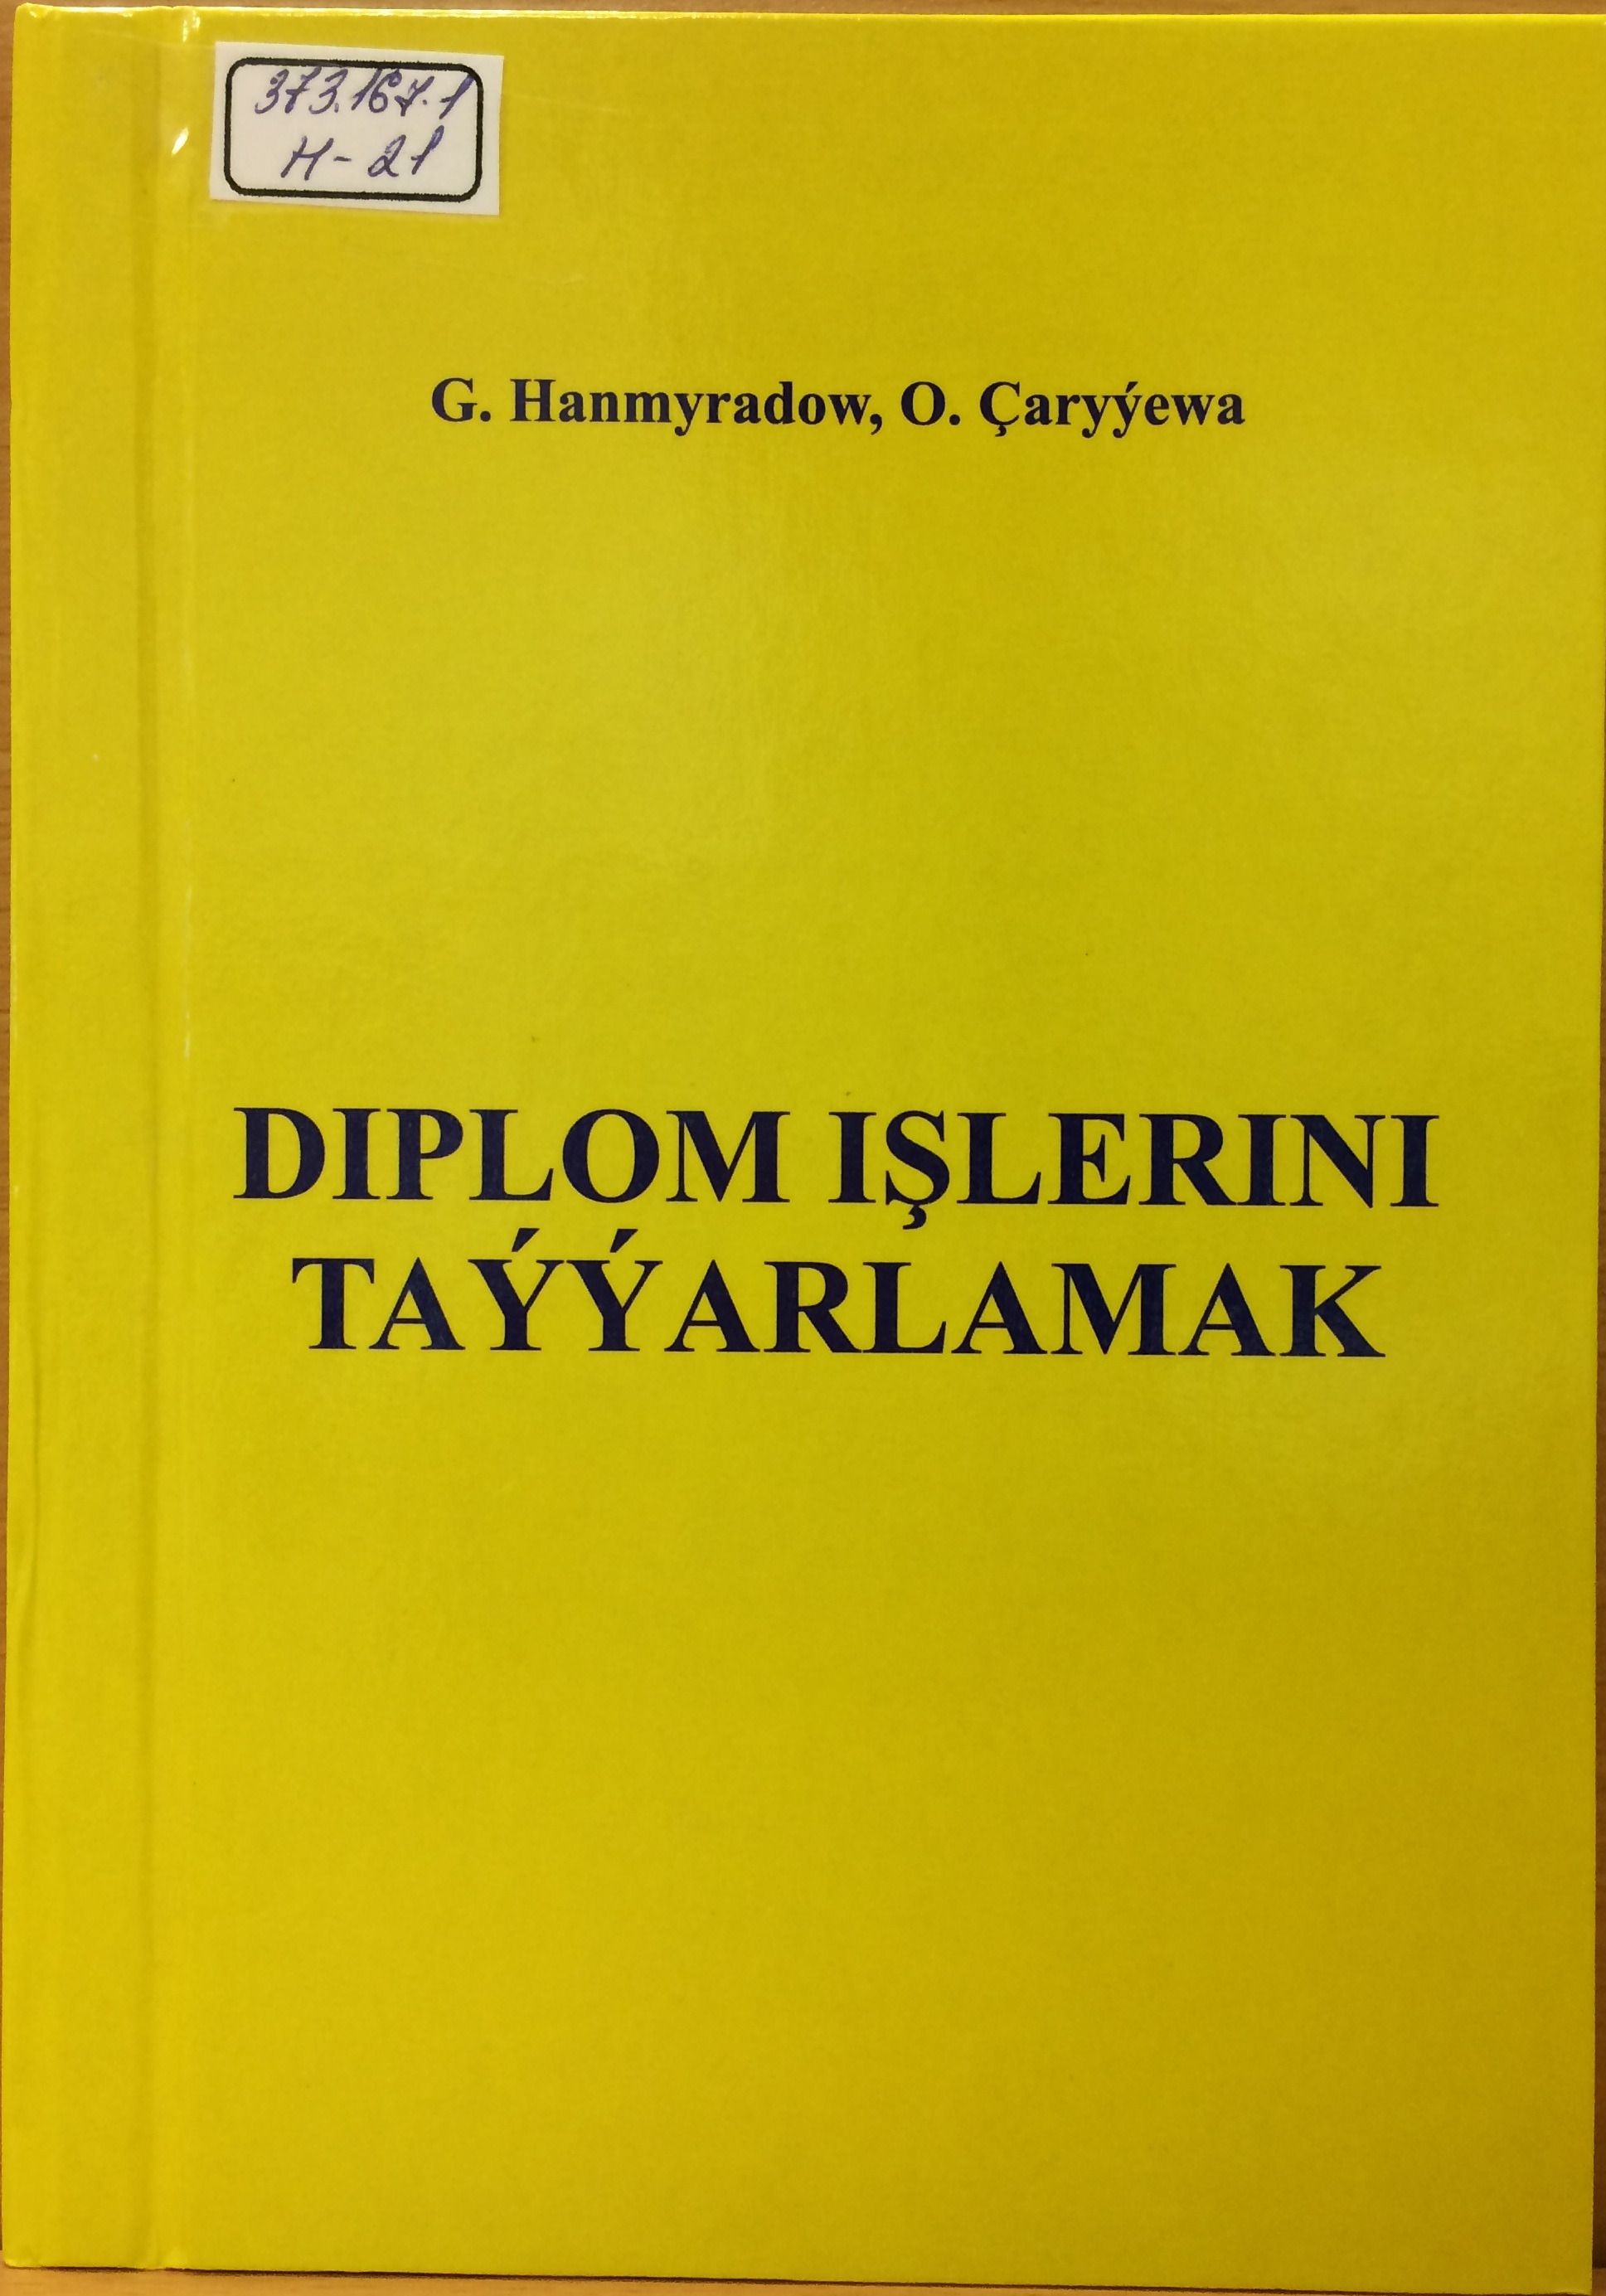 373.167.1
H-21
G. Hanmyradow, O. Çaryýewa
DIPLOM IŞLERINI
TAÝÝARLAMAK